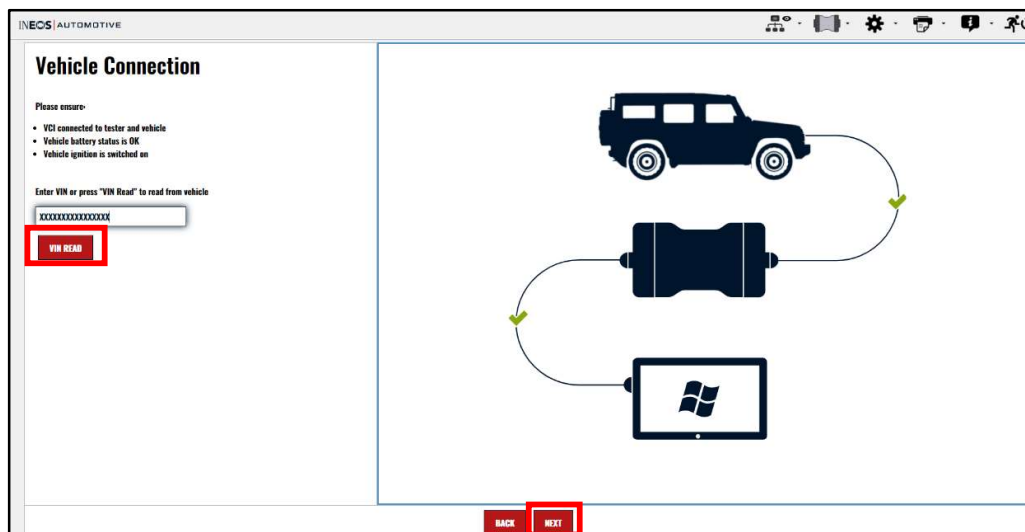 INEOS | AUTOMOTIVE
Vehicle Connection
Please ensure:
• VCI connected to tester and vehicle
• Vehicle battery status is OK
• Vehicle ignition is switched on
Enter VIN or press "VIN Read" to read from vehicle
XXXXXXXXXXXXXXXX
VIN READ
BACK NEXT